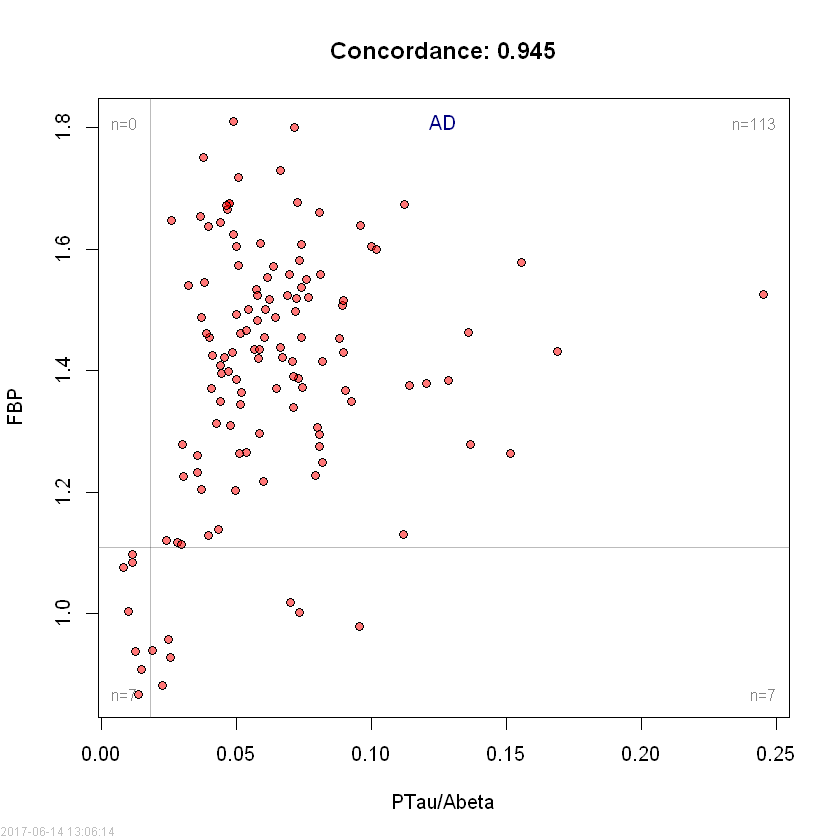 Concordance: 0.945
n=0
AD
n=113
1.8
1.6
1.4
1.2
1.0
FBP
n=7
n=7
0.00
0.05
0.10
0.15
0.20
0.25
PTau/Abeta
2017-06-14 13:06:14